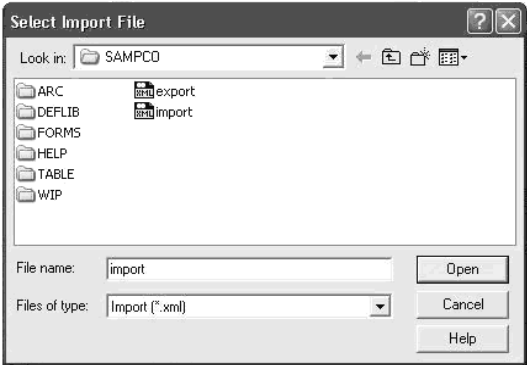 Select Import File
Look in: SAMPCO
ARC
DEFLIB
FORMS
HELP
TABLE
WIP
export
import
File name: import
Open
Files of type: Import (*.xml)
Cancel
Help